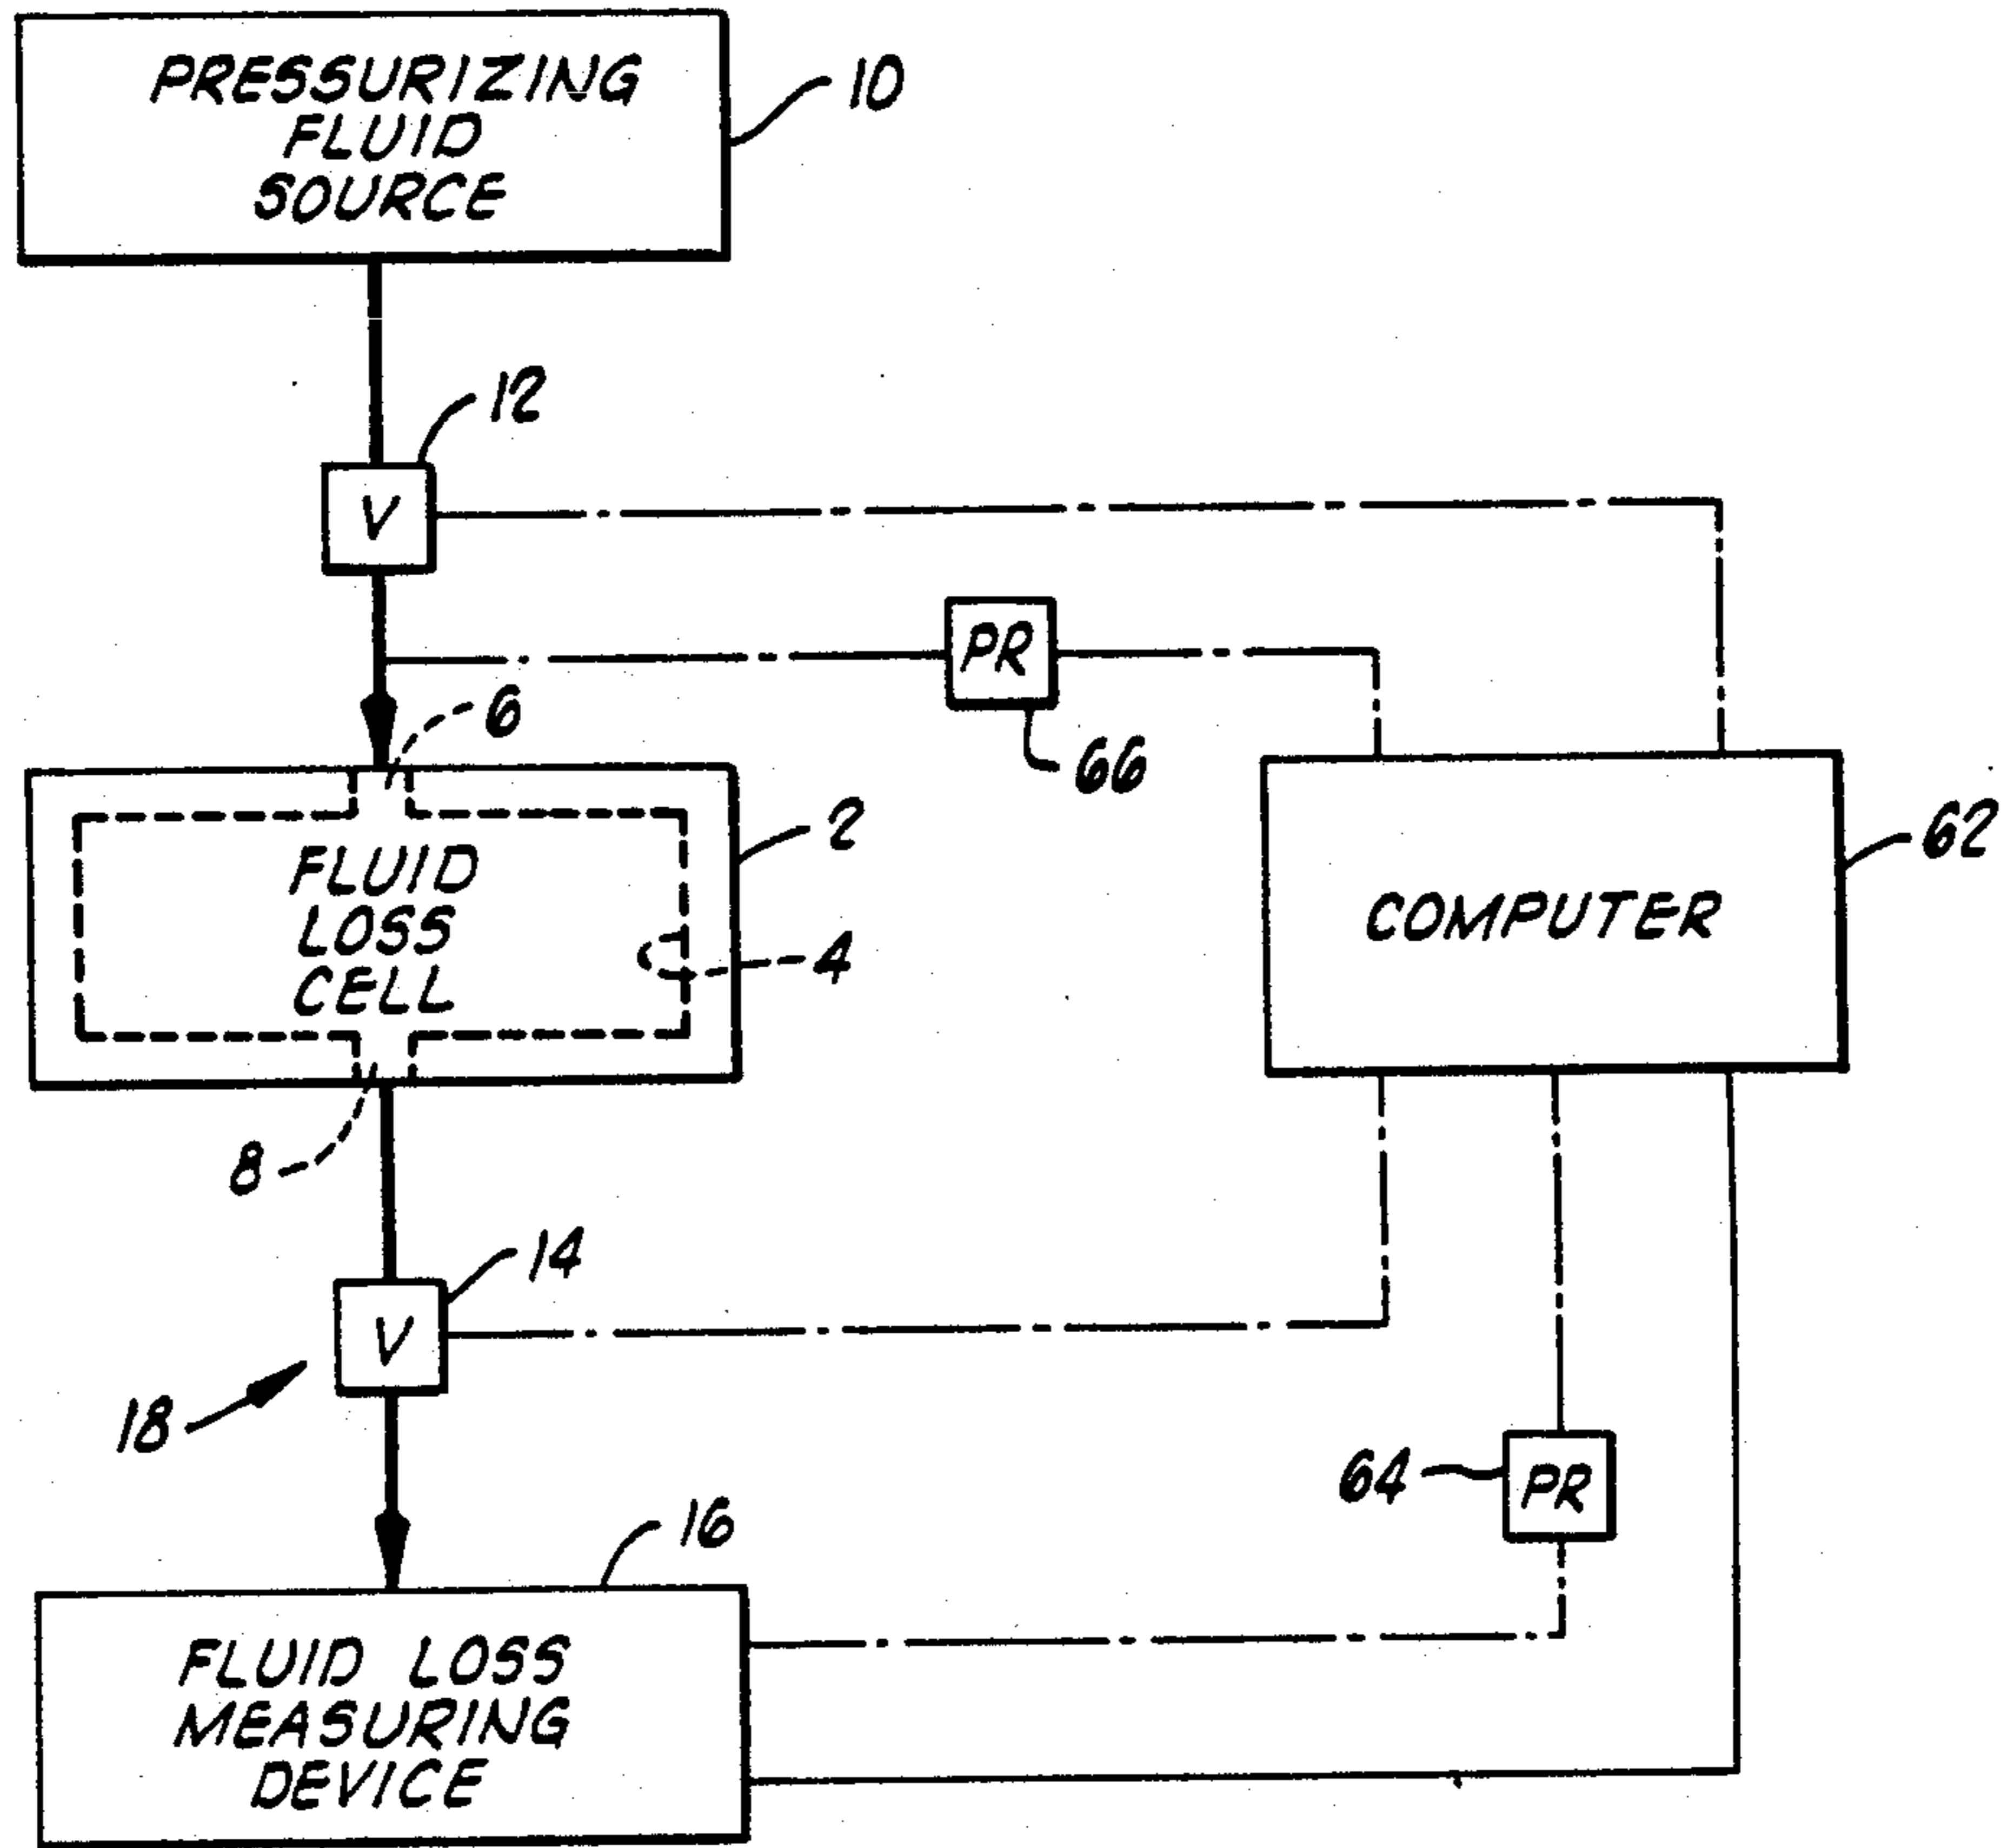 PRESSURIZING
FLUID
SOURCE
10
12
V
PR
66
6
2
FLUID
LOSS
CELL
4
62
COMPUTER
8
14
V
18
64
PR
16
FLUID LOSS
MEASURING
DEVICE